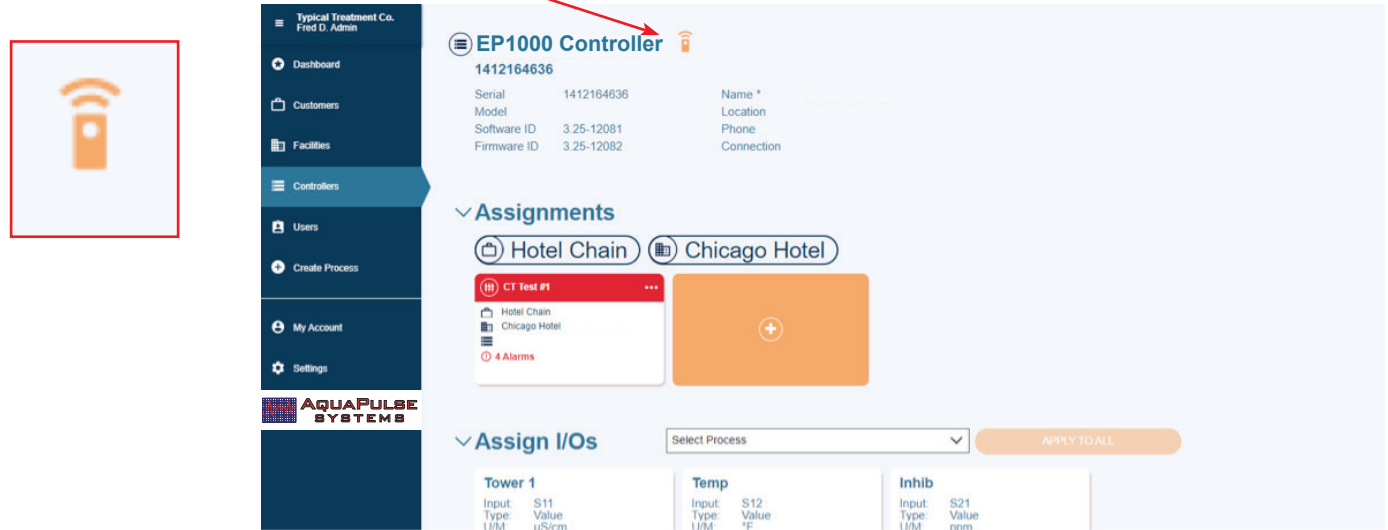 Typical Treatment Co.
Fred D. Admin
Dashboard
Customers
Facilities
Controllers
Users
Create Process
My Account
Settings
AQUAPULSE
SYSTEMS
EP1000 Controller
1412164636
Serial 1412164636 Name *
Model Location
Software ID 3.25-12081 Phone
Firmware ID 3.25-12082 Connection
Assignments
Hotel Chain Chicago Hotel
CT Test #1 •••
Hotel Chain
Chicago Hotel
4 Alarms
Assign I/Os Select Process APPLY TO ALL
Tower 1 Temp Inhib
Input: S11 Input: S12 Input: S21
Type: Value Type: Value Type: Value
U/M: uS/cm U/M: °F U/M: ppm